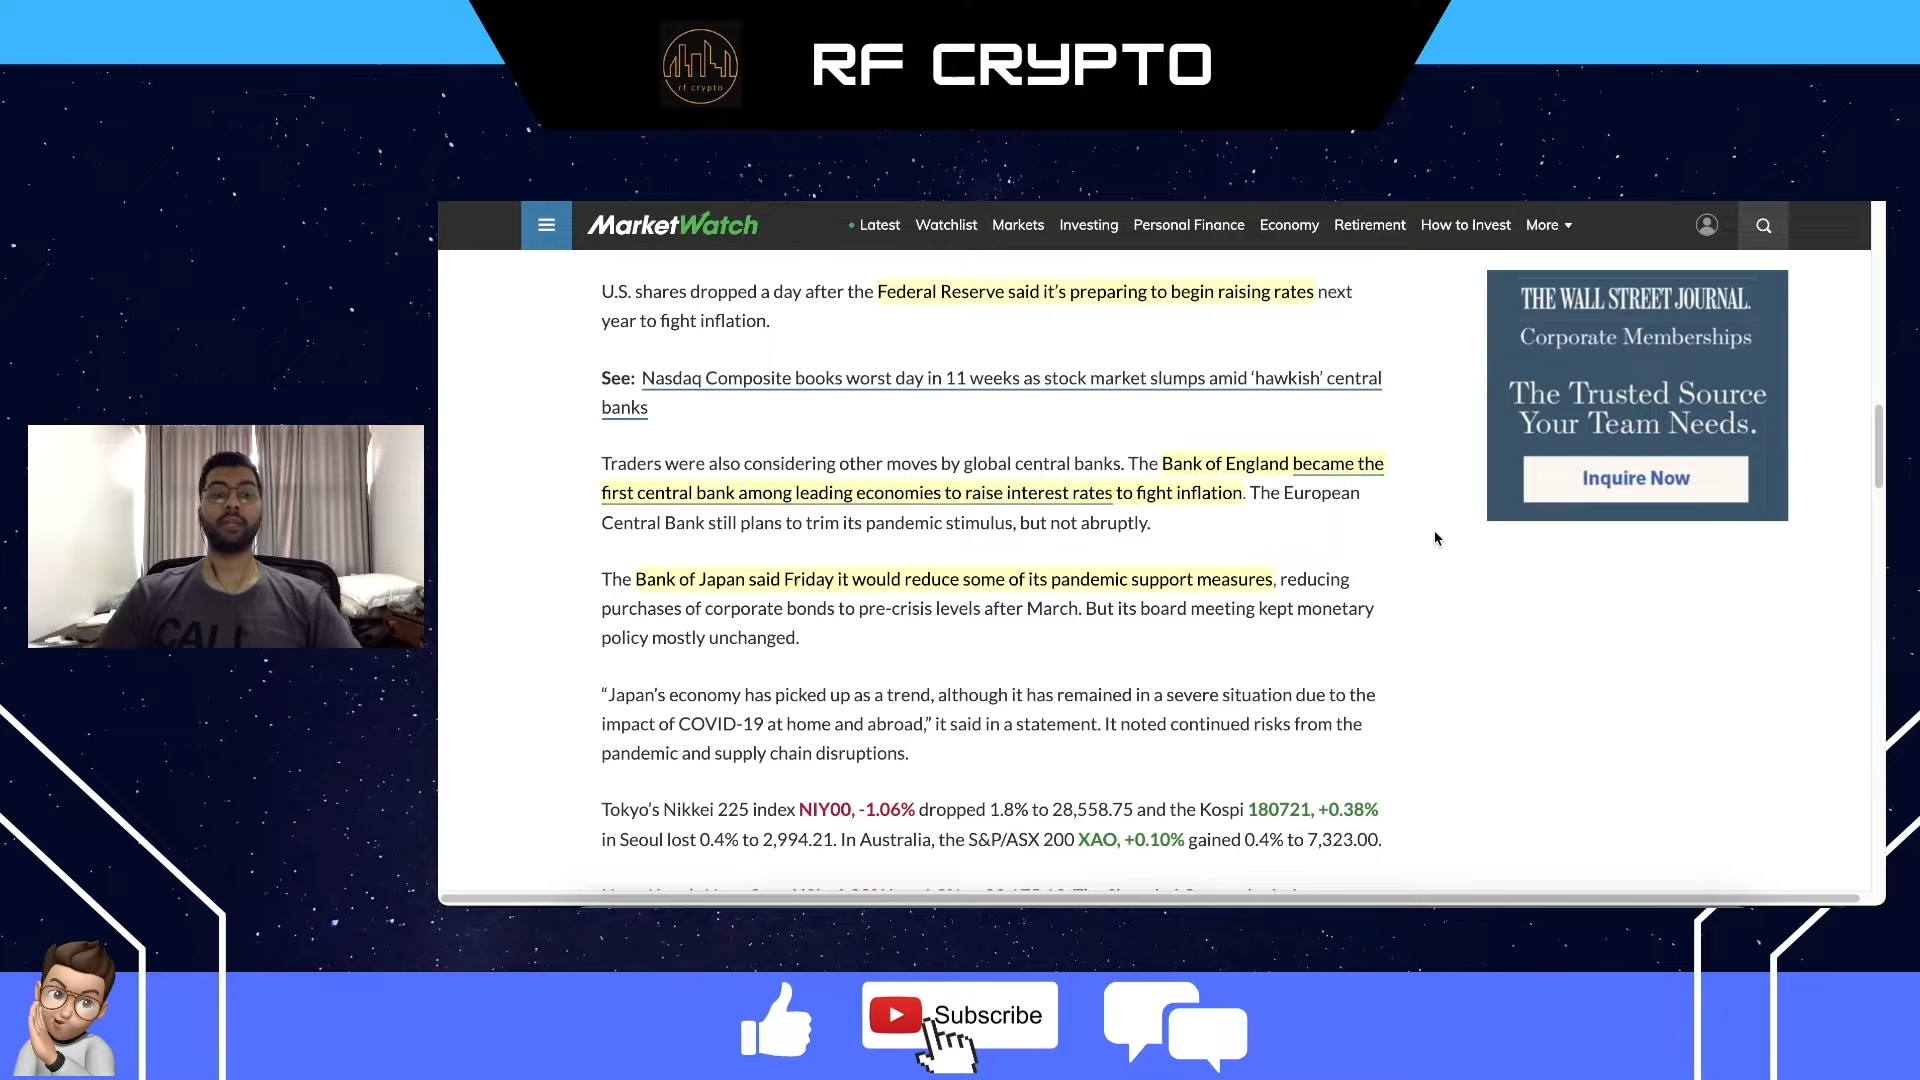 rf crypto
RF CRYPTO
MarketWatch
Latest Watchlist Markets Investing Personal Finance Economy Retirement How to Invest More
U.S. shares dropped a day after the Federal Reserve said it’s preparing to begin raising rates next
year to fight inflation.
See: Nasdaq Composite books worst day in 11 weeks as stock market slumps amid ‘hawkish’ central
banks
Traders were also considering other moves by global central banks. The Bank of England became the
first central bank among leading economies to raise interest rates to fight inflation. The European
Central Bank still plans to trim its pandemic stimulus, but not abruptly.
The Bank of Japan said Friday it would reduce some of its pandemic support measures, reducing
purchases of corporate bonds to pre-crisis levels after March. But its board meeting kept monetary
policy mostly unchanged.
“Japan’s economy has picked up as a trend, although it has remained in a severe situation due to the
impact of COVID-19 at home and abroad,” it said in a statement. It noted continued risks from the
pandemic and supply chain disruptions.
Tokyo’s Nikkei 225 index NIY00, -1.06% dropped 1.8% to 28,558.75 and the Kospi 180721, +0.38%
in Seoul lost 0.4% to 2,994.21. In Australia, the S&P/ASX 200 XAO, +0.10% gained 0.4% to 7,323.00.
THE WALL STREET JOURNAL.
Corporate Memberships
The Trusted Source
Your Team Needs.
Inquire Now
CALL
Subscribe